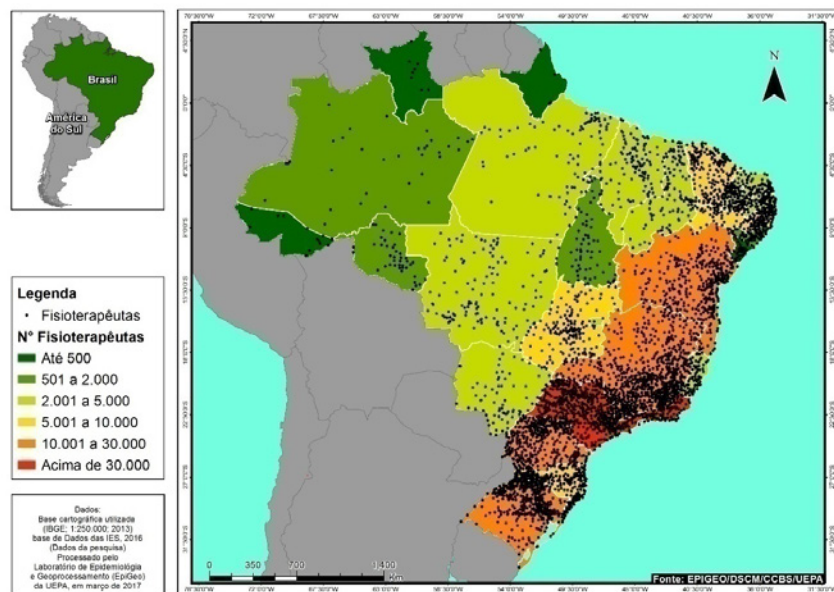 Brasil
América
do Sul
N
Legenda
Fisioterapêutas
N° Fisioterapêutas
Até 500
501 a 2.000
2.001 a 5.000
5.001 a 10.000
10.001 a 30.000
Acima de 30.000
Dados:
Base cartográfica utilizada
(IBGE; 1:250.000; 2013)
base de Dados das IES, 2016
(Dados da pesquisa)
Processado pelo
Laboratório de Epidemiológia
e Geoprocessamento (EpiGeo)
da UEPA, em março de 2017
0 350 700 1.400
Km
Fonte: EPIGEO/DSCM/CCBS/UEPA